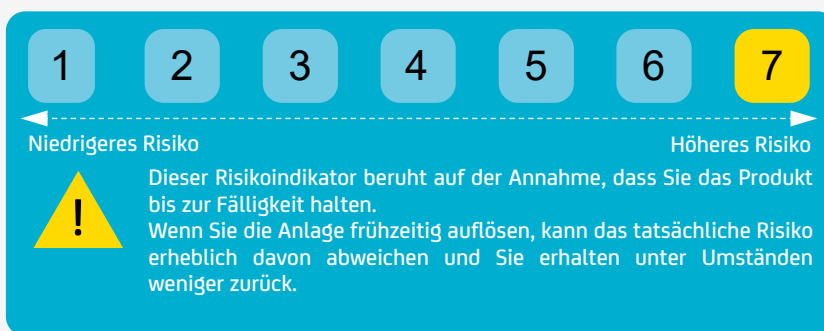 1 2 3 4 5 6 7
Niedrigeres Risiko Höheres Risiko
Dieser Risikoindikator beruht auf der Annahme, dass Sie das Produkt
bis zur Fälligkeit halten.
Wenn Sie die Anlage frühzeitig auflösen, kann das tatsächliche Risiko
erheblich davon abweichen und Sie erhalten unter Umständen
weniger zurück.
!